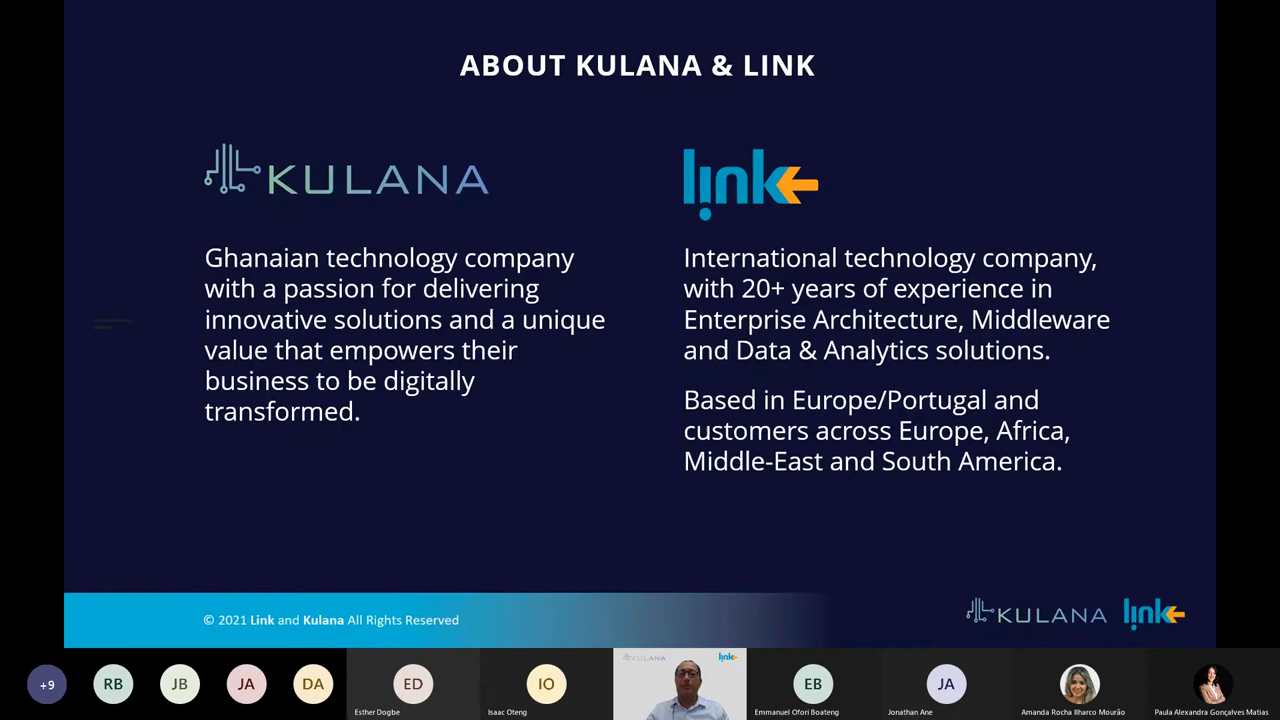 ABOUT KULANA & LINK
KULANA
link
Ghanaian technology company
with a passion for delivering
innovative solutions and a unique
value that empowers their
business to be digitally
transformed.
International technology company,
with 20+ years of experience in
Enterprise Architecture, Middleware
and Data & Analytics solutions.
Based in Europe/Portugal and
customers across Europe, Africa,
Middle-East and South America.
© 2021 Link and Kulana All Rights Reserved
KULANA link
+9
RB
JB
JA
DA
ED
Esther Dogbe
IO
Isaac Oteng
KULANA link
EB
Emmanuel Ofori Boateng
JA
Jonathan Ane
Amanda Rocha Ilharco Mourão
Paula Alexandra Gonçalves Matias